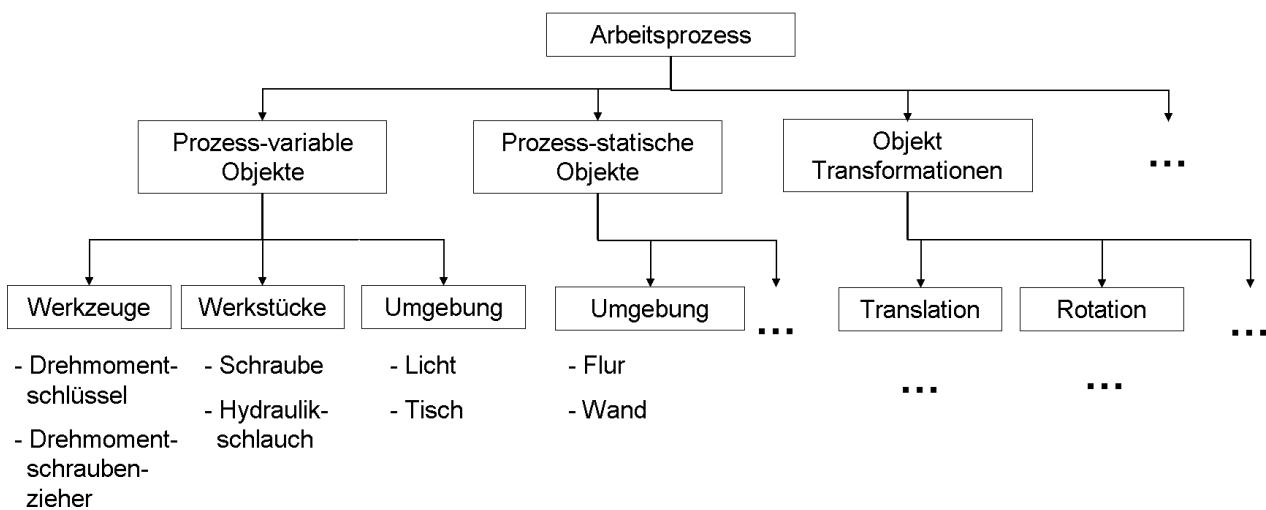 Arbeitsprozess
Prozess-variable
Objekte
Prozess-statische
Objekte
Objekt
Transformationen
...
Werkzeuge
Werkstücke
Umgebung
Umgebung
...
Translation
Rotation
...
- Drehmoment-
schlüssel
- Drehmoment-
schrauben-
zieher
- Schraube
- Hydraulik-
schlauch
- Licht
- Tisch
- Flur
- Wand
...
...